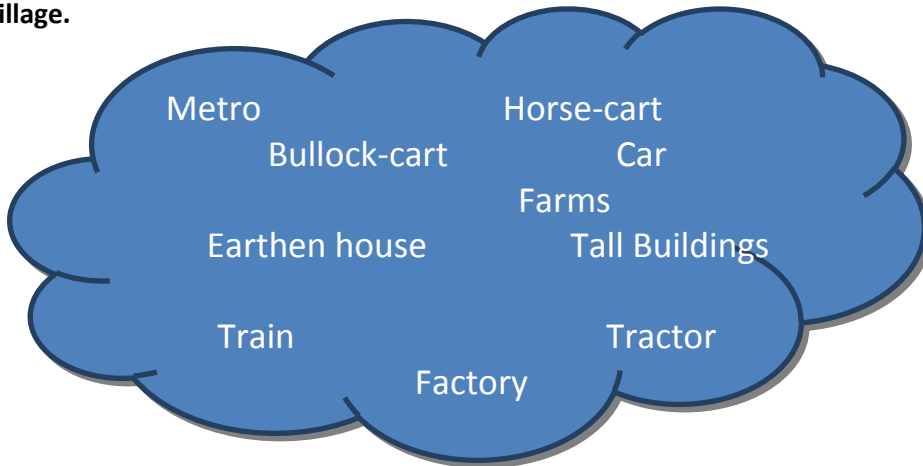 illage.
Metro Horse-cart
Bullock-cart Car
Farms
Earthen house Tall Buildings
Train Tractor
Factory